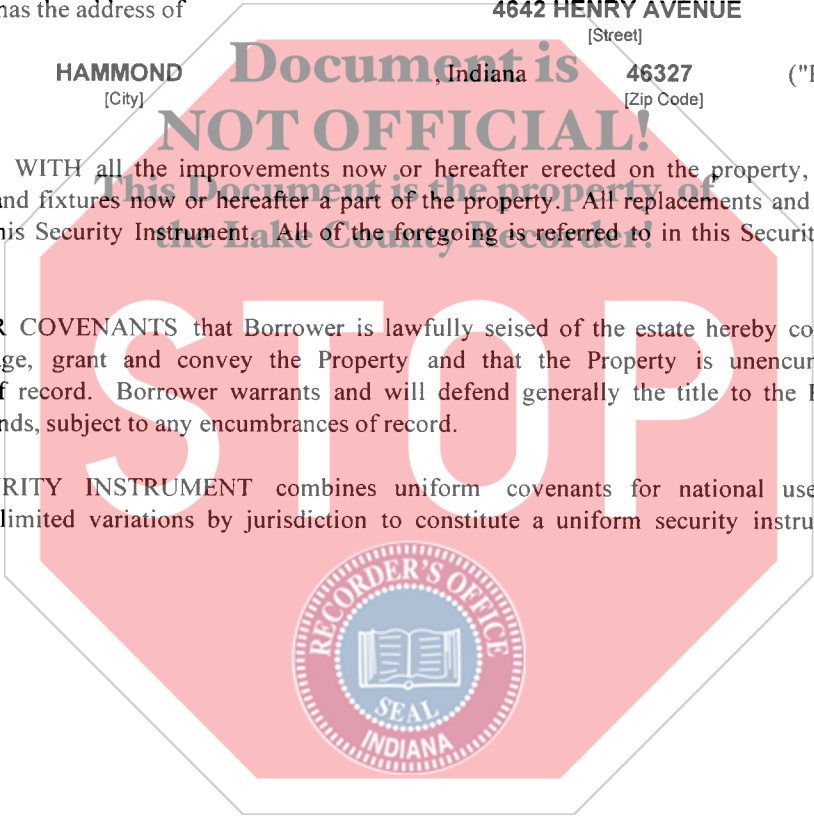 has the address of 4642 HENRY AVENUE
[Street]
HAMMOND , Indiana 46327 ("P
[City] [Zip Code]
Document is
NOT OFFICIAL!
This Document is the property of
the Lake County Recorder!
WITH all the improvements now or hereafter erected on the property,
and fixtures now or hereafter a part of the property. All replacements and
his Security Instrument. All of the foregoing is referred to in this Securit
R COVENANTS that Borrower is lawfully seised of the estate hereby co
ge, grant and convey the Property and that the Property is unencum
f record. Borrower warrants and will defend generally the title to the P
nds, subject to any encumbrances of record.
STOP
RITY INSTRUMENT combines uniform covenants for national use
limited variations by jurisdiction to constitute a uniform security instru
RECORDER'S OFFICE
SEAL
INDIANA